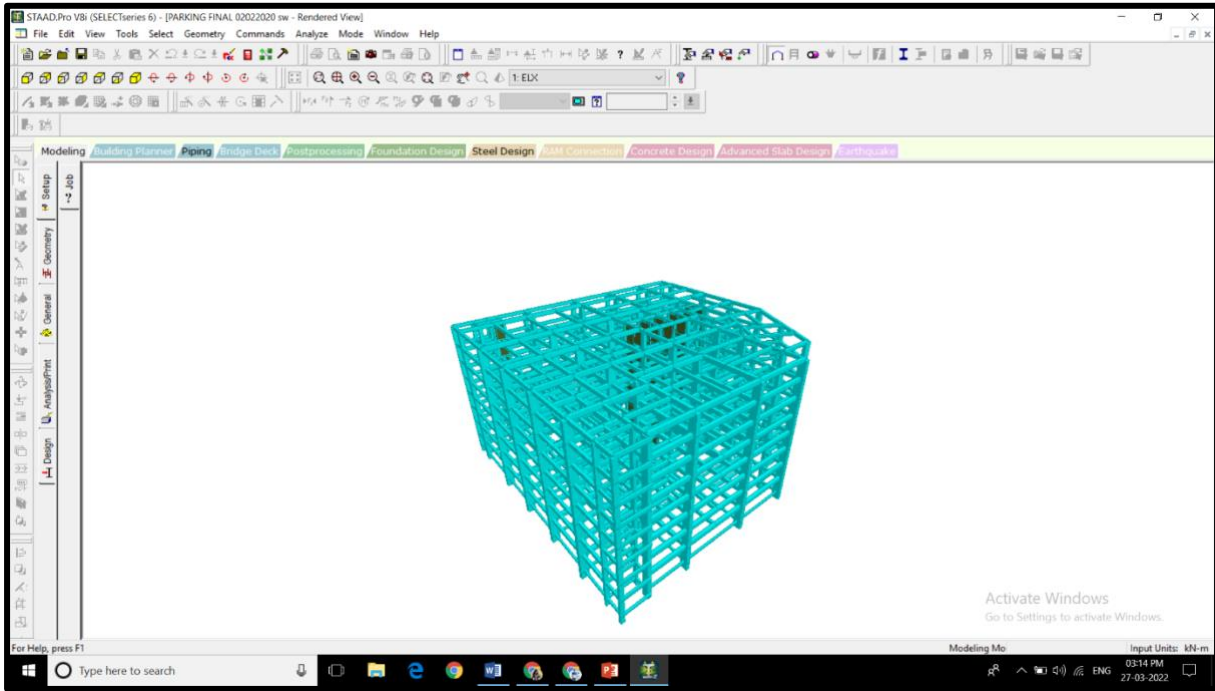 STAAD.Pro V8i (SELECTseries 6) - [PARKING FINAL 02022020 sw - Rendered View]
File Edit View Tools Select Geometry Commands Analyze Mode Window Help
1: ELX
Modeling Building Planner Piping Bridge Deck Postprocessing Foundation Design Steel Design RAM Connection Concrete Design Advanced Slab Design Earthquake
Setup
Job
Geometry
General
Analysis/Print
Design
Activate Windows
Go to Settings to activate Windows.
For Help, press F1 Modeling Mo Input Units: kN-m
Type here to search ENG 03:14 PM
27-03-2022